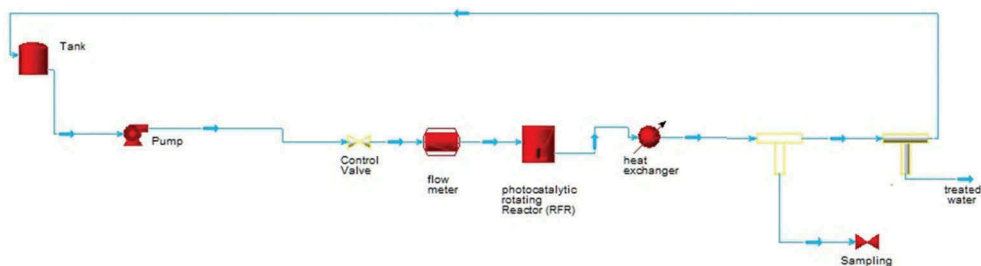 Tank
Pump
Control
Valve
flow
meter
photocatalytic
rotating
Reactor (RFR)
heat
exchanger
treated
water
Sampling